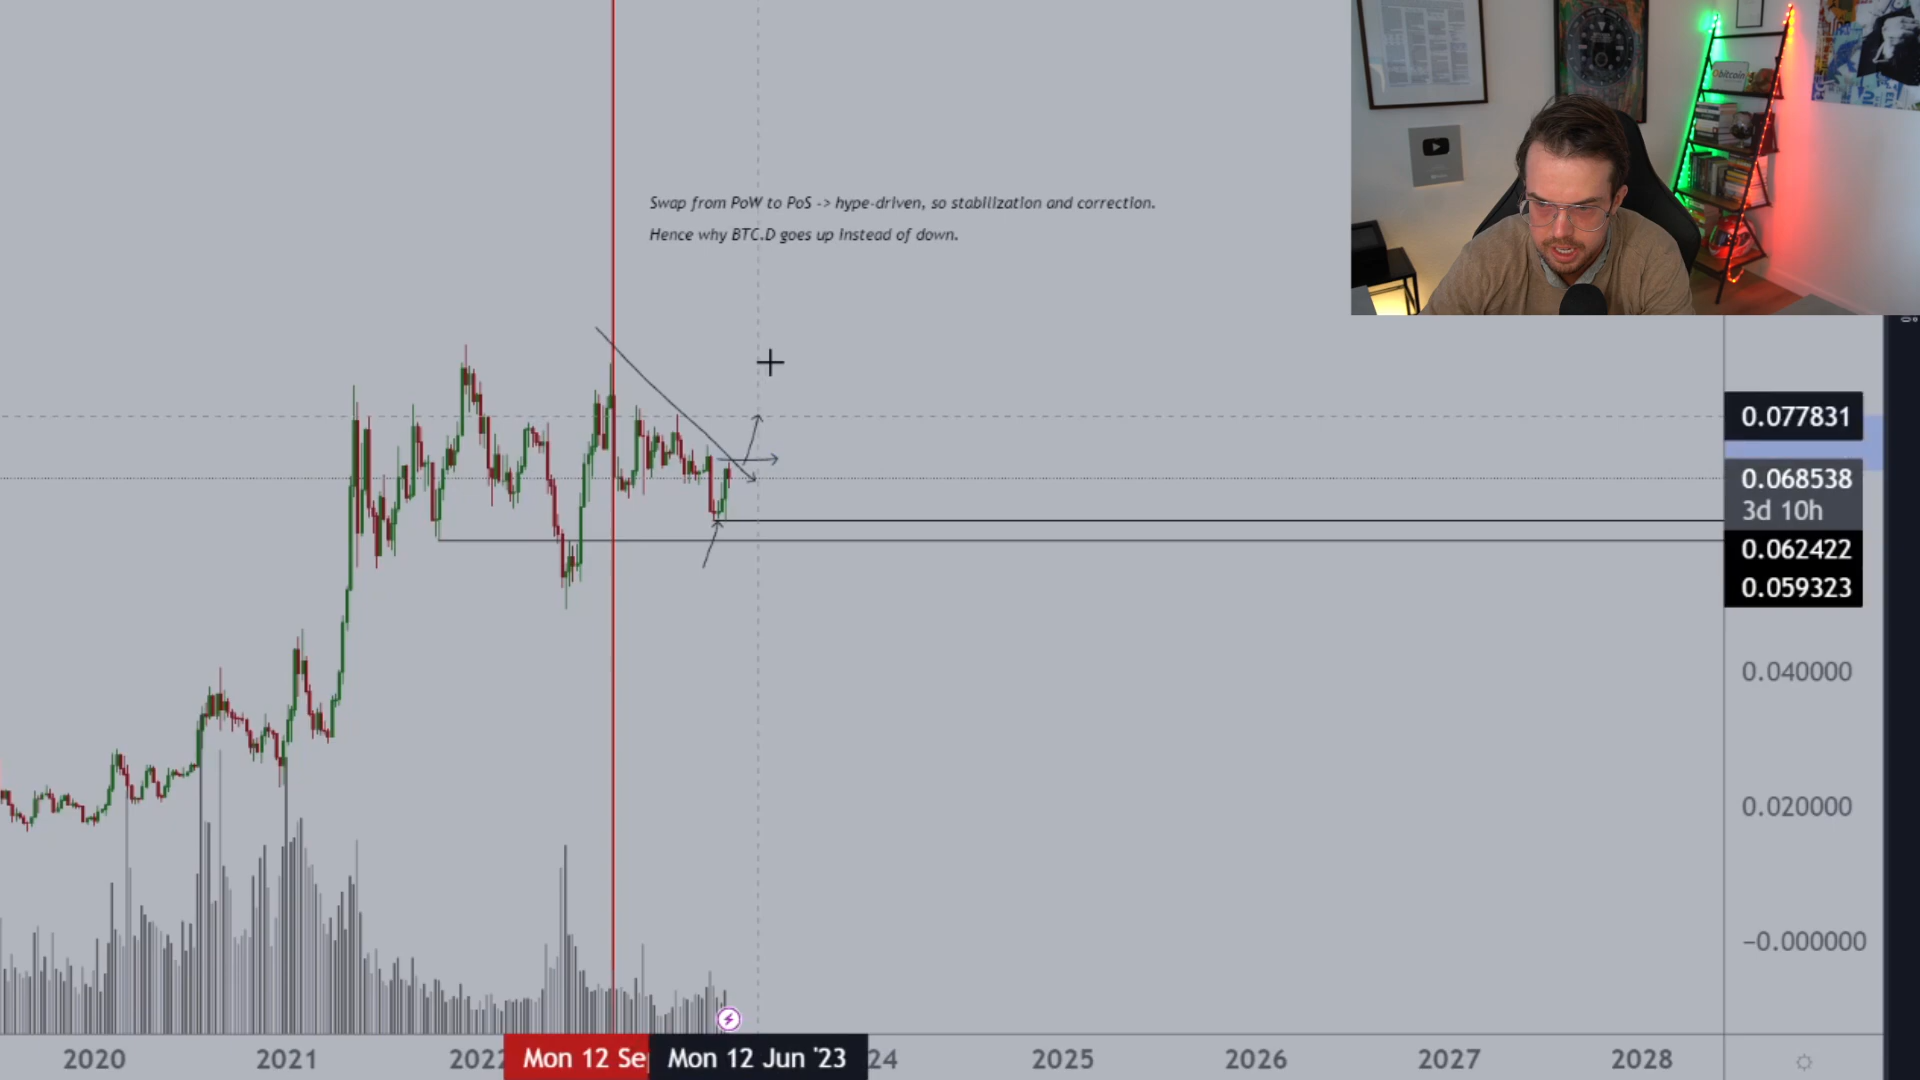 bitcoin
Swap from PoW to PoS -> hype-driven, so stabilization and correction.
Hence why BTC.D goes up instead of down.
0.077831
0.068538
3d 10h
0.062422
0.059323
0.040000
0.020000
−0.000000
2020 2021 2022 Mon 12 Se Mon 12 Jun '23 24 2025 2026 2027 2028